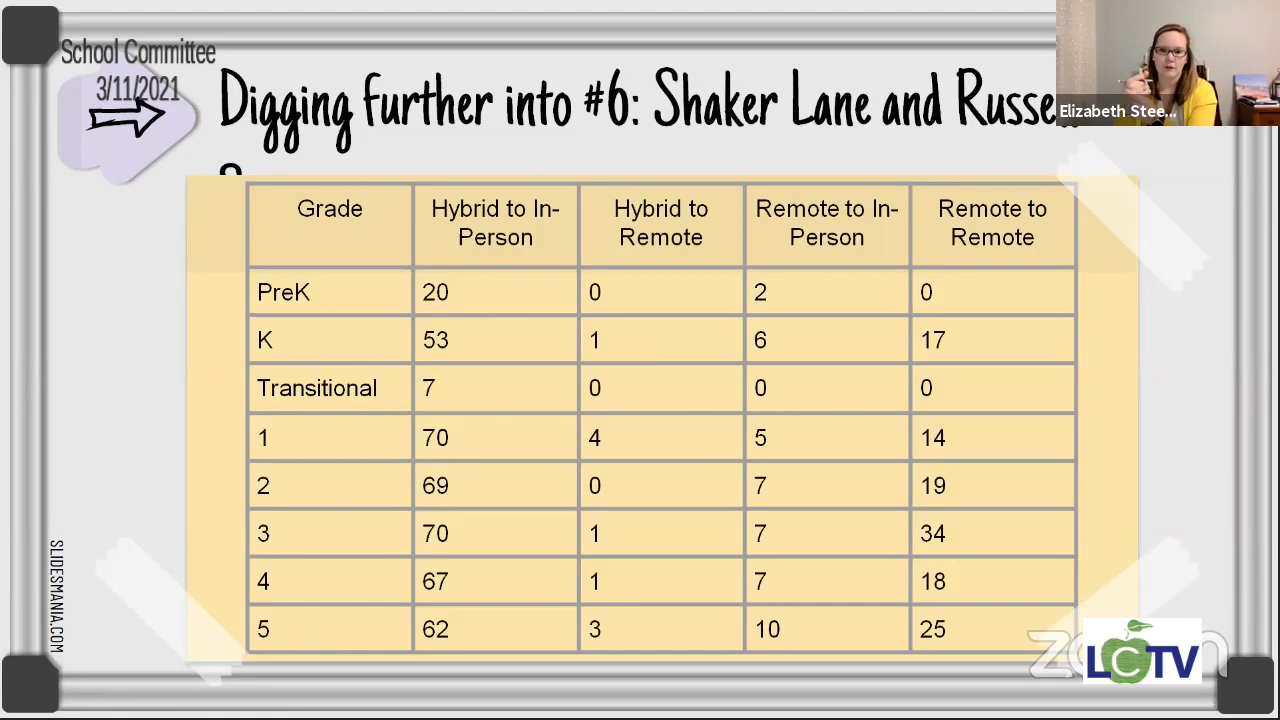 School Committee
3/11/2021
Digging further into #6: Shaker Lane and
Elizabeth Stee...
Grade Hybrid to In-Person Hybrid to Remote Remote to In-Person Remote to Remote
PreK 20 0 2 0
K 53 1 6 17
Transitional 7 0 0 0
1 70 4 5 14
2 69 0 7 19
3 70 1 7 34
4 67 1 7 18
5 62 3 10 25
SLIDESMANIA.COM
LCTV